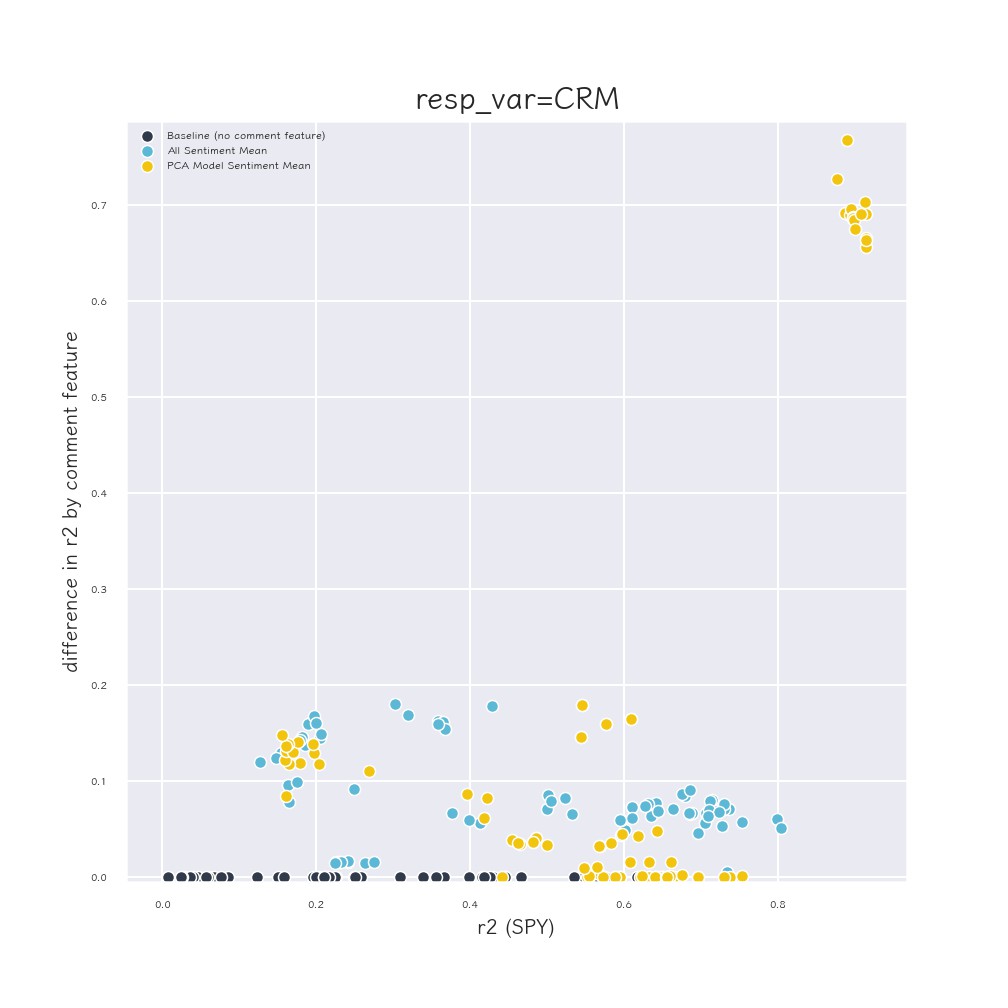 resp_var=CRM
Baseline (no comment feature)
All Sentiment Mean
PCA Model Sentiment Mean
difference in r2 by comment feature
0.7
0.6
0.5
0.4
0.3
0.2
0.1
0.0
0.0 0.2 0.4 0.6 0.8
r2 (SPY)